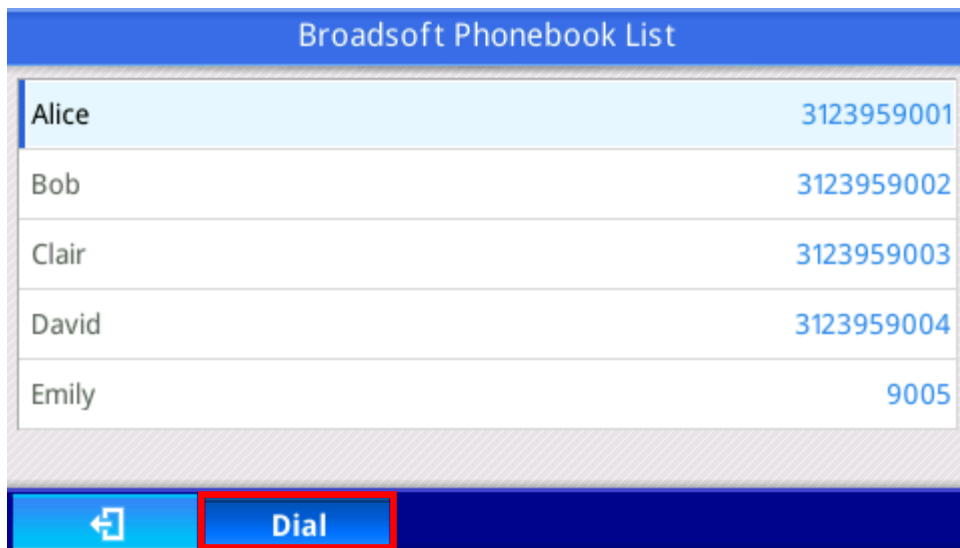 Broadsoft Phonebook List
Alice 3123959001
Bob 3123959002
Clair 3123959003
David 3123959004
Emily 9005
Dial